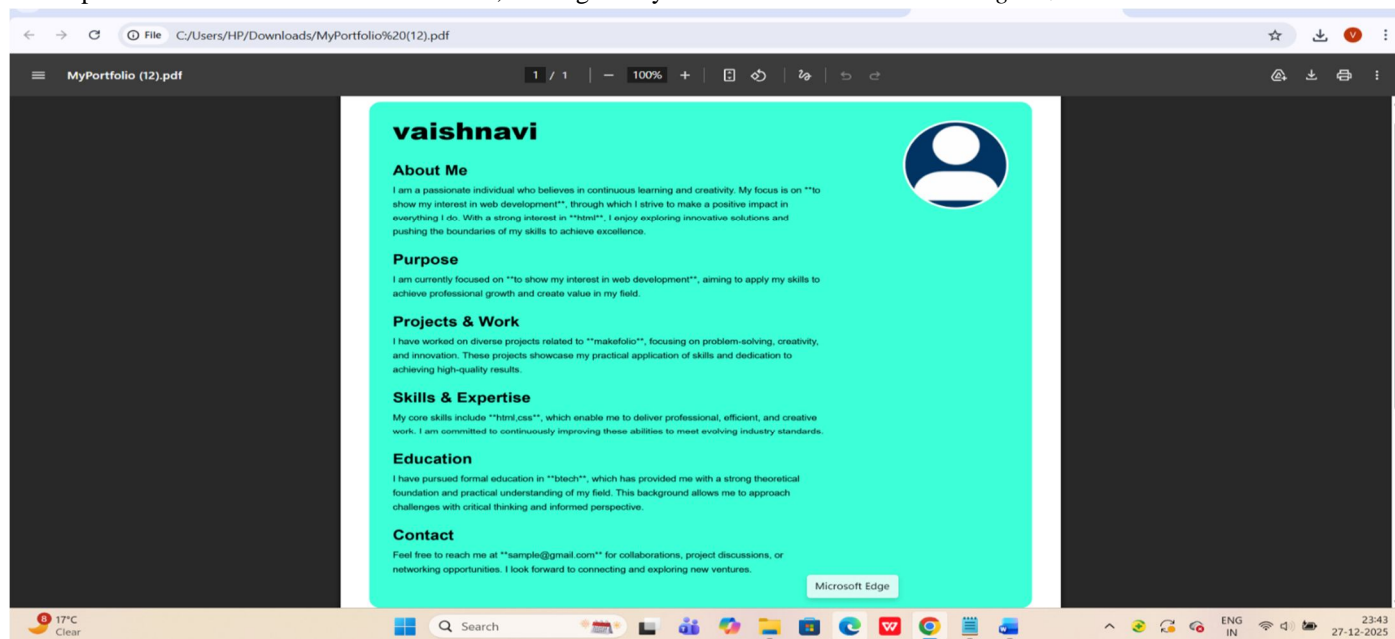 File C:/Users/HP/Downloads/MyPortfolio%20(12).pdf
V
MyPortfolio (12).pdf
1 / 1 | − 100% +
vaishnavi
About Me
I am a passionate individual who believes in continuous learning and creativity. My focus is on **to
show my interest in web development**, through which I strive to make a positive impact in
everything I do. With a strong interest in **html**, I enjoy exploring innovative solutions and
pushing the boundaries of my skills to achieve excellence.
Purpose
I am currently focused on **to show my interest in web development**, aiming to apply my skills to
achieve professional growth and create value in my field.
Projects & Work
I have worked on diverse projects related to **makefolio**, focusing on problem-solving, creativity,
and innovation. These projects showcase my practical application of skills and dedication to
achieving high-quality results.
Skills & Expertise
My core skills include **html,css**, which enable me to deliver professional, efficient, and creative
work. I am committed to continuously improving these abilities to meet evolving industry standards.
Education
I have pursued formal education in **btech**, which has provided me with a strong theoretical
foundation and practical understanding of my field. This background allows me to approach
challenges with critical thinking and informed perspective.
Contact
Feel free to reach me at **sample@gmail.com** for collaborations, project discussions, or
networking opportunities. I look forward to connecting and exploring new ventures.
Microsoft Edge
8
17°C
Clear
Search
ENG
IN
23:43
27-12-2025